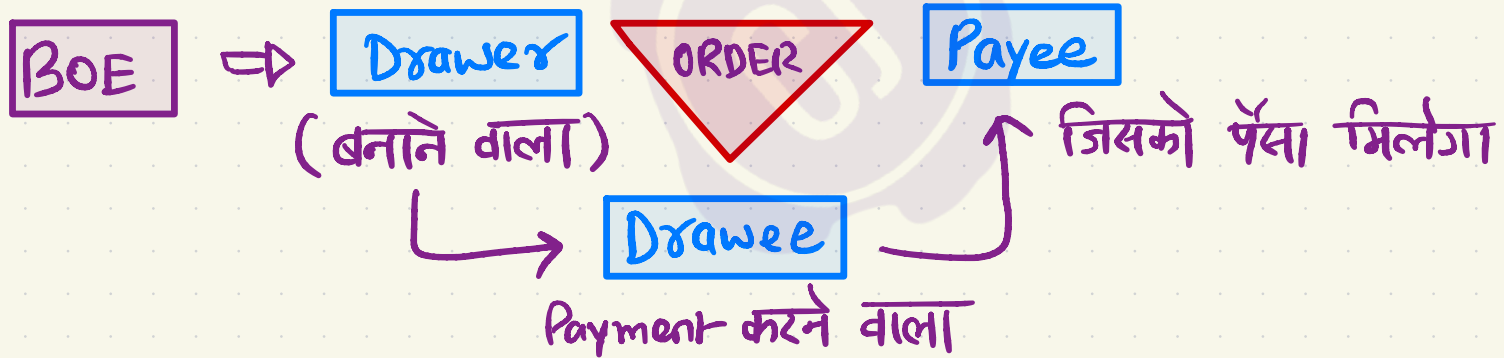 BOE ⇨ Drawer ORDER Payee
(बनाने वाला) जिसको पैसा मिलेगा
Drawee
Payment करने वाला